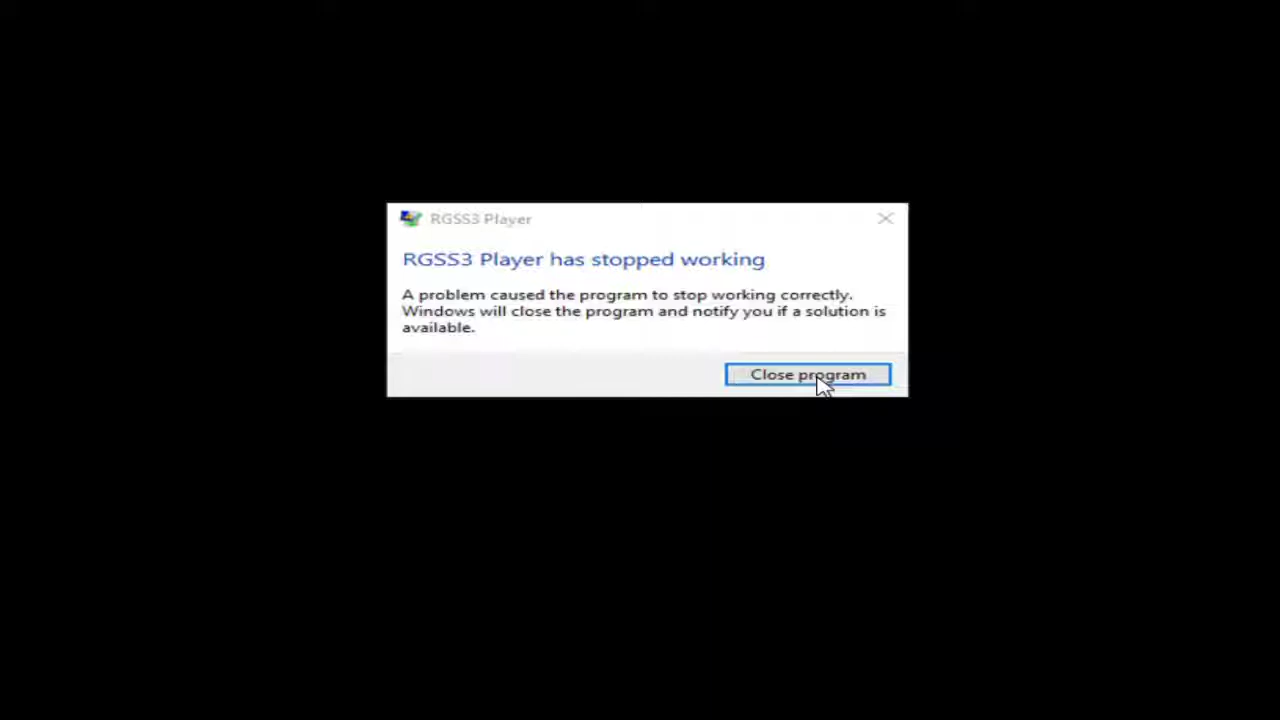 RGSS3 Player
RGSS3 Player has stopped working
A problem caused the program to stop working correctly.
Windows will close the program and notify you if a solution is
available.
Close program